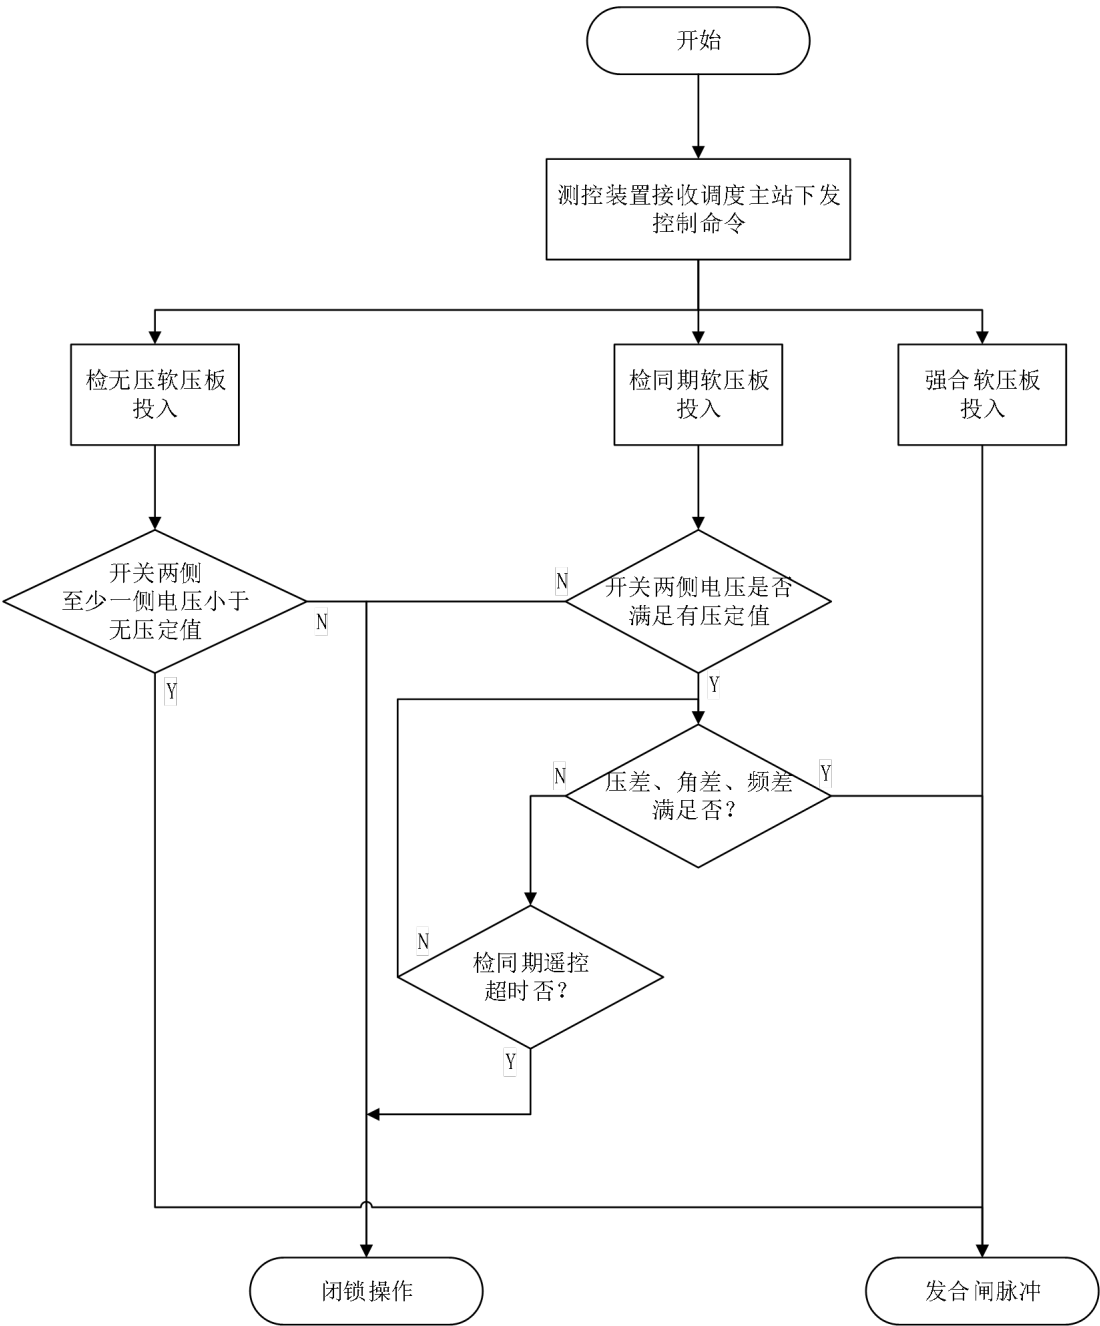 开始
测控装置接收调度主站下发
控制命令
检无压软压板
投入
检同期软压板
投入
强合软压板
投入
开关两侧
至少一侧电压小于
无压定值
N
Y
N
开关两侧电压是否
满足有压定值
Y
N
压差、角差、频差
满足否？
Y
N
检同期遥控
超时否？
Y
闭锁操作
发合闸脉冲